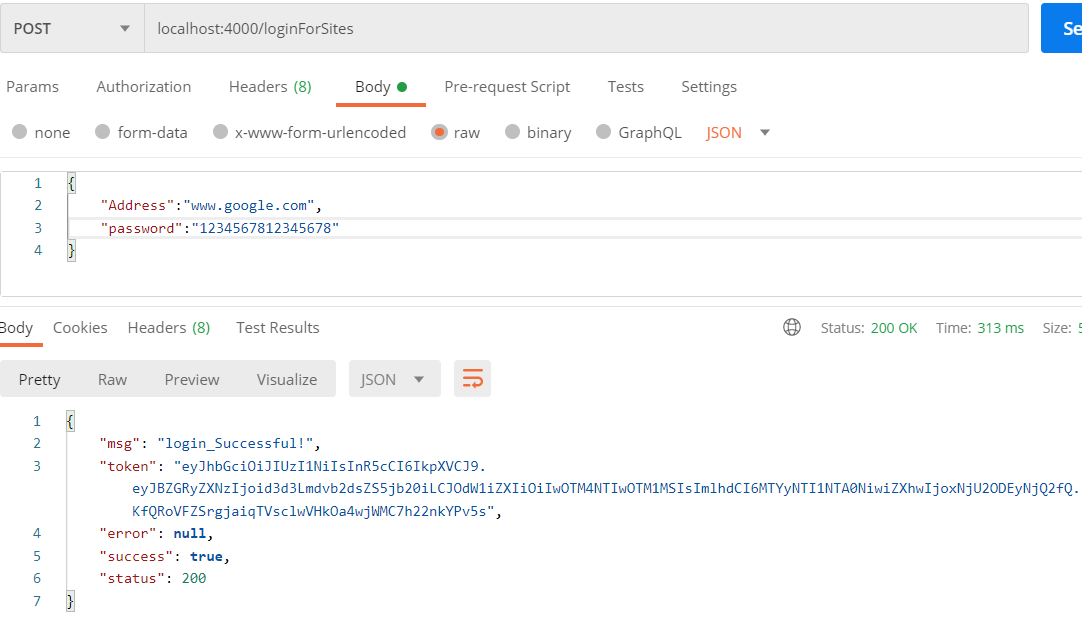 POST localhost:4000/loginForSites Se
Params Authorization Headers (8) Body Pre-request Script Tests Settings
none form-data x-www-form-urlencoded raw binary GraphQL JSON
1 {
2 "Address":"www.google.com",
3 "password":"1234567812345678"
4 }
Body Cookies Headers (8) Test Results Status: 200 OK Time: 313 ms Size: 5
Pretty Raw Preview Visualize JSON
1 {
2 "msg": "login_Successful!",
3 "token": "eyJhbGciOiJIUzI1NiIsInR5cCI6IkpXVCJ9.
eyJBZGRyZXNzIjoid3d3Lmdvb2dsZS5jb20iLCJOdW1iZXIiOiIwOTM4NTIwOTM1MSIsImlhdCI6MTYyNTI1NTA0NiwiZXhwIjoxNjU2ODEyNjQ2fQ.
KfQRoVFZSrgjaiqTVsclwVHkOa4wjWMC7h22nkYPv5s",
4 "error": null,
5 "success": true,
6 "status": 200
7 }